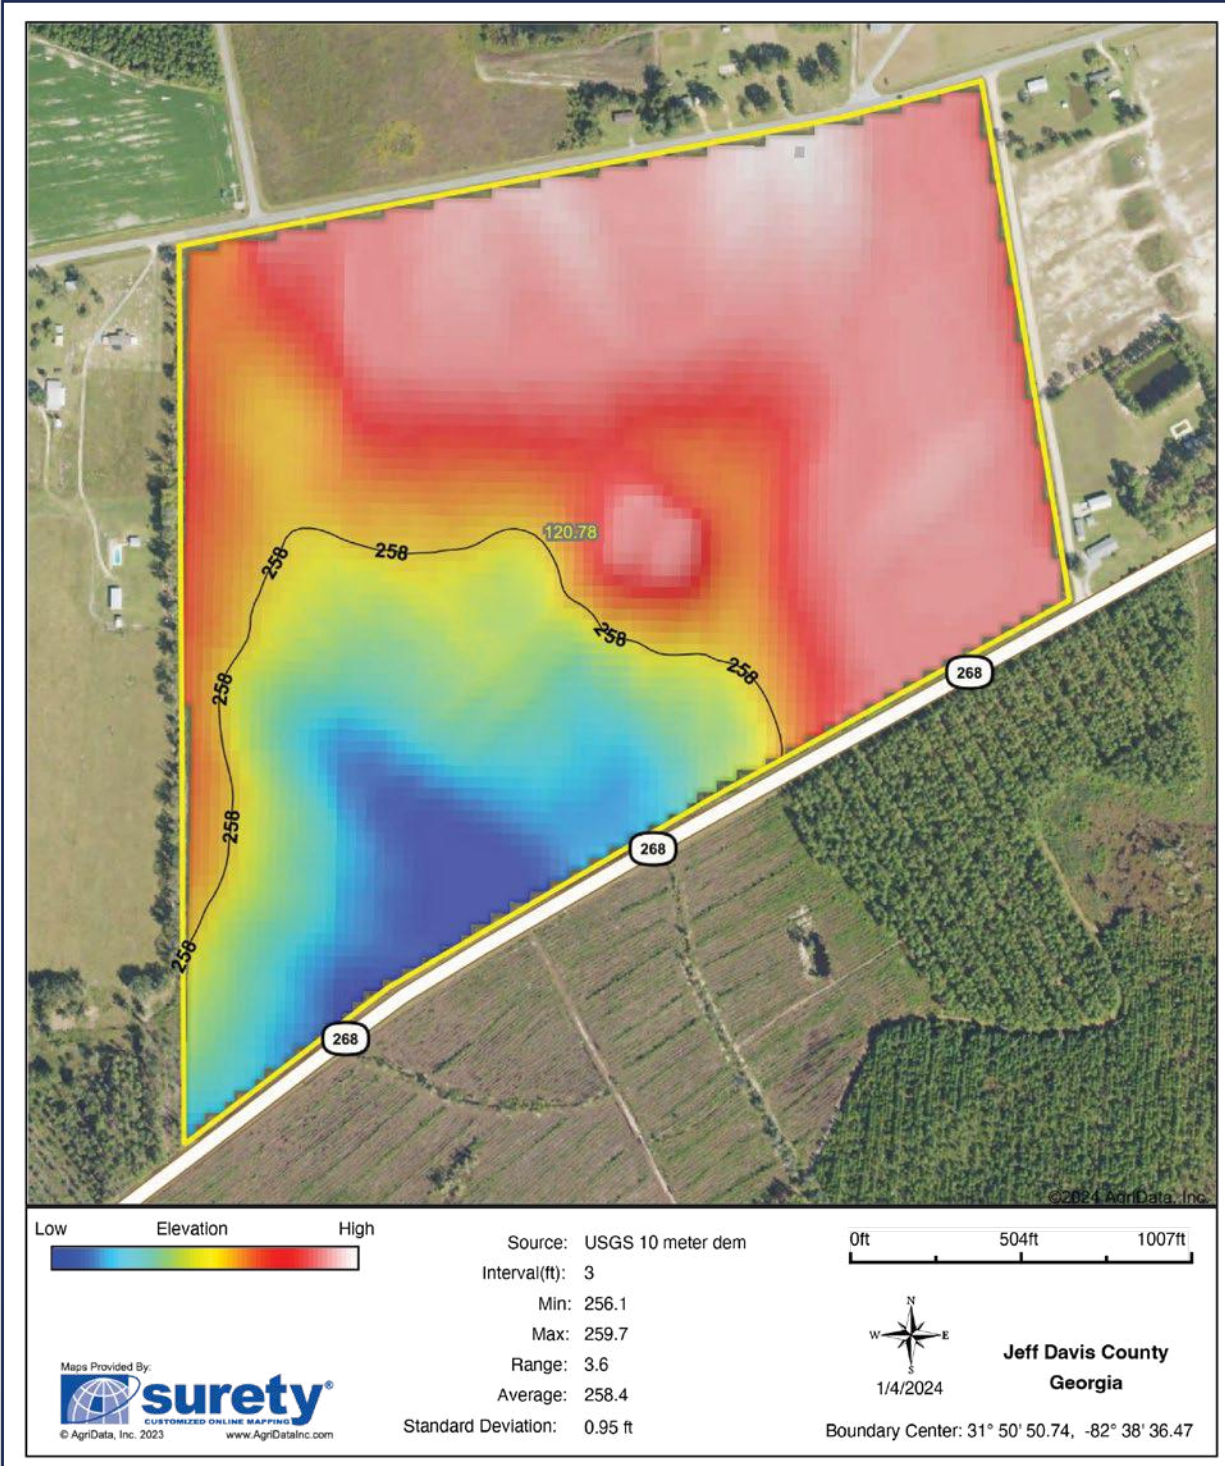 258
258
120.78
258
258
258
268
258
268
258
268
©2024 AgriData, Inc.
Low Elevation High
Source: USGS 10 meter dem
Interval(ft): 3
Min: 256.1
Max: 259.7
Range: 3.6
Average: 258.4
Standard Deviation: 0.95 ft
0ft 504ft 1007ft
N
W E
S
1/4/2024
Jeff Davis County
Georgia
Boundary Center: 31° 50' 50.74, -82° 38' 36.47
Maps Provided By:
surety®
CUSTOMIZED ONLINE MAPPING
© AgriData, Inc. 2023 www.AgriDataInc.com